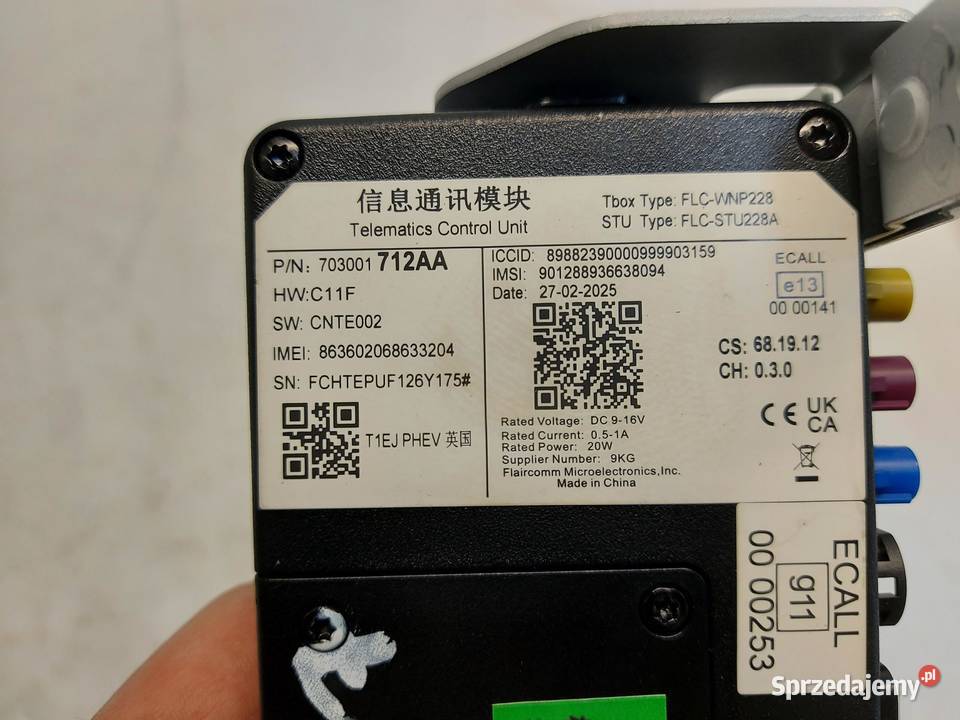 信息通讯模块
Telematics Control Unit
Tbox Type: FLC-WNP228
STU Type: FLC-STU228A
P/N: 703001 712AA
HW:C11F
SW: CNTE002
IMEI: 863602068633204
SN: FCHTEPUF126Y175#
T1EJ PHEV 英国
ICCID: 89882390000999903159
IMSI: 901288936638094
Date: 27-02-2025
ECALL
e13
00 00141
CS: 68.19.12
CH: 0.3.0
CE UK
CA
Rated Voltage: DC 9-16V
Rated Current: 0.5-1A
Rated Power: 20W
Supplier Number: 9KG
Flaircomm Microelectronics,Inc.
Made in China
ECALL
g11
00 00253
Sprzedajemy.pl